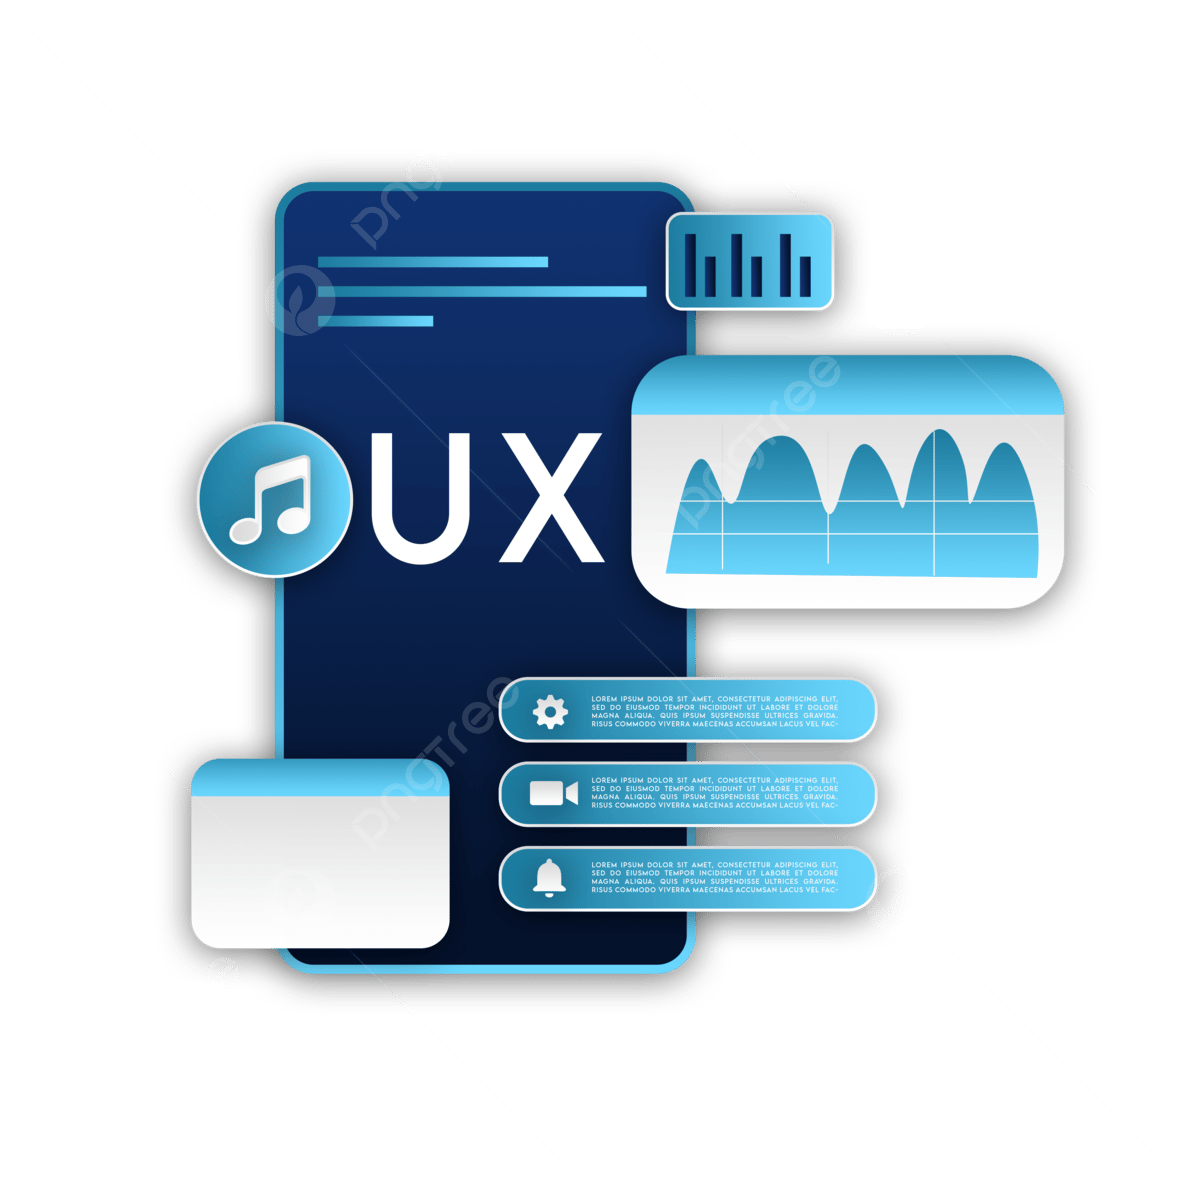 pngtree
UX
pngtree
LOREM IPSUM DOLOR SIT AMET, CONSECTETUR ADIPISCING ELIT,
SED DO EIUSMOD TEMPOR INCIDIDUNT UT LABORE ET DOLORE
MAGNA ALIQUA. QUIS IPSUM SUSPENDISSE ULTRICES GRAVIDA.
RISUS COMMODO VIVERRA MAECENAS ACCUMSAN LACUS VEL FAC-
LOREM IPSUM DOLOR SIT AMET, CONSECTETUR ADIPISCING ELIT,
SED DO EIUSMOD TEMPOR INCIDIDUNT UT LABORE ET DOLORE
MAGNA ALIQUA. QUIS IPSUM SUSPENDISSE ULTRICES GRAVIDA.
RISUS COMMODO VIVERRA MAECENAS ACCUMSAN LACUS VEL FAC-
LOREM IPSUM DOLOR SIT AMET, CONSECTETUR ADIPISCING ELIT,
SED DO EIUSMOD TEMPOR INCIDIDUNT UT LABORE ET DOLORE
MAGNA ALIQUA. QUIS IPSUM SUSPENDISSE ULTRICES GRAVIDA.
RISUS COMMODO VIVERRA MAECENAS ACCUMSAN LACUS VEL FAC-
pngtree